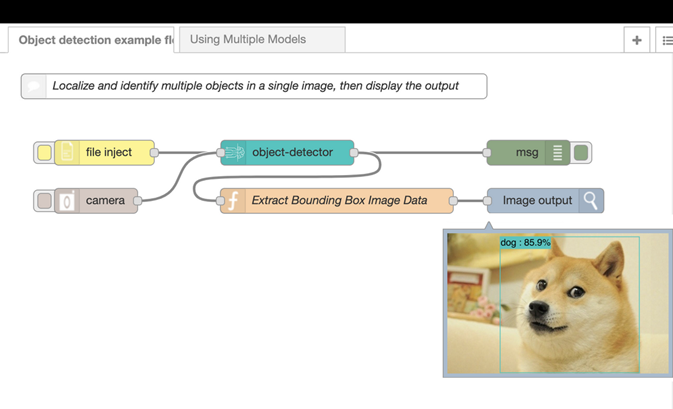 Object detection example
Using Multiple Models
Localize and identify multiple objects in a single image, then display the output
file inject
object-detector
msg
camera
Extract Bounding Box Image Data
Image output
dog : 85.9%